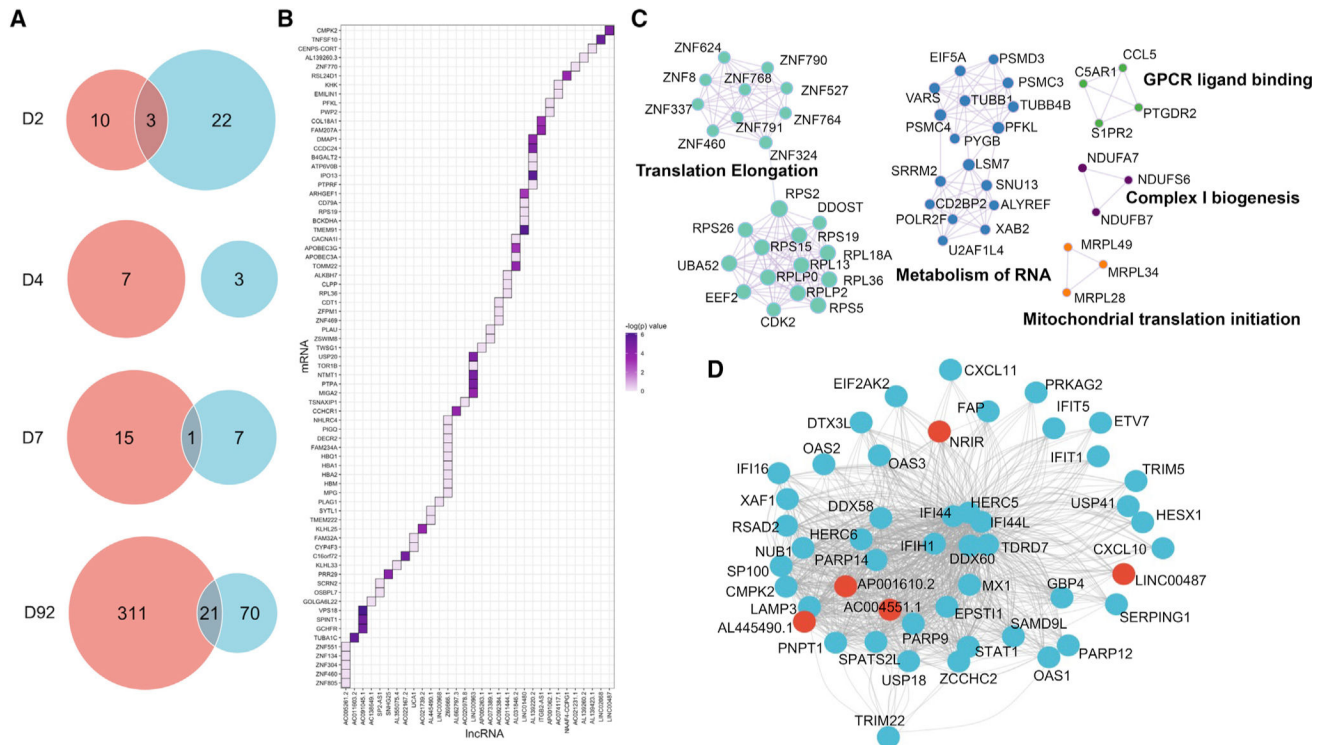 A
D2
10
3
22
D4
7
3
D7
15
1
7
D92
311
21
70
B
mRNA
CMPK2
TNFSF10
CENPS-CORT
AL139260.3
ZNF770
RSL24D1
KHK
EMILIN1
PFKL
PWP2
COL18A1
FAM207A
DMAP1
CCDC24
B4GALT2
ATP6V0B
IPO13
PTPRF
ARHGEF1
CD79A
RPS19
BCKDHA
TMEM91
CACNA1I
APOBEC3G
APOBEC3A
TOMM22
ALKBH7
CLPP
RPL36
CDT1
ZFPM1
ZNF469
PLAU
ZSWIM8
TWSG1
USP20
TOR1B
NTMT1
PTPA
MIGA2
TSNAXIP1
CCHCR1
NHLRC4
PIGQ
DECR2
FAM234A
HBQ1
HBA1
HBA2
HBM
MPG
PLAG1
SYTL1
TMEM222
KLHL25
FAM32A
CYP4F3
C16orf72
KLHL33
PRR29
SCRN2
OSBPL7
GOLGA8L22
VPS18
SPINT1
GCHFR
TUBA1C
ZNF551
ZNF134
ZNF304
ZNF460
ZNF805
-log(p) value
6
4
2
0
UCA1
LINC01480
ITGB2-AS1
LINC00487
lncRNA
C
ZNF624
ZNF790
ZNF8
ZNF768
ZNF527
ZNF337
ZNF791
ZNF764
ZNF460
ZNF324
Translation Elongation
RPS2
DDOST
RPS26
RPS19
RPS15
RPL18A
UBA52
RPL13
RPLP0
RPL36
EEF2
RPLP2
RPS5
CDK2
EIF5A
PSMD3
PSMC3
VARS
TUBB1
TUBB4B
PSMC4
PFKL
PYGB
LSM7
SRRM2
SNU13
CD2BP2
ALYREF
POLR2F
XAB2
U2AF1L4
Metabolism of RNA
CCL5
C5AR1
GPCR ligand binding
PTGDR2
S1PR2
NDUFA7
NDUFS6
Complex I biogenesis
NDUFB7
MRPL49
MRPL34
MRPL28
Mitochondrial translation initiation
D
CXCL11
EIF2AK2
PRKAG2
FAP
IFIT5
DTX3L
ETV7
NRIR
OAS2
OAS3
IFIT1
IFI16
TRIM5
XAF1
DDX58
HERC5
USP41
IFI44
HESX1
RSAD2
IFI44L
HERC6
NUB1
IFIH1
TDRD7
CXCL10
PARP14
DDX60
SP100
AP001610.2
MX1
GBP4
LINC00487
CMPK2
LAMP3
AC004551.1
EPSTI1
SERPING1
AL445490.1
SAMD9L
PARP9
PNPT1
STAT1
PARP12
SPATS2L
OAS1
USP18
ZCCHC2
TRIM22